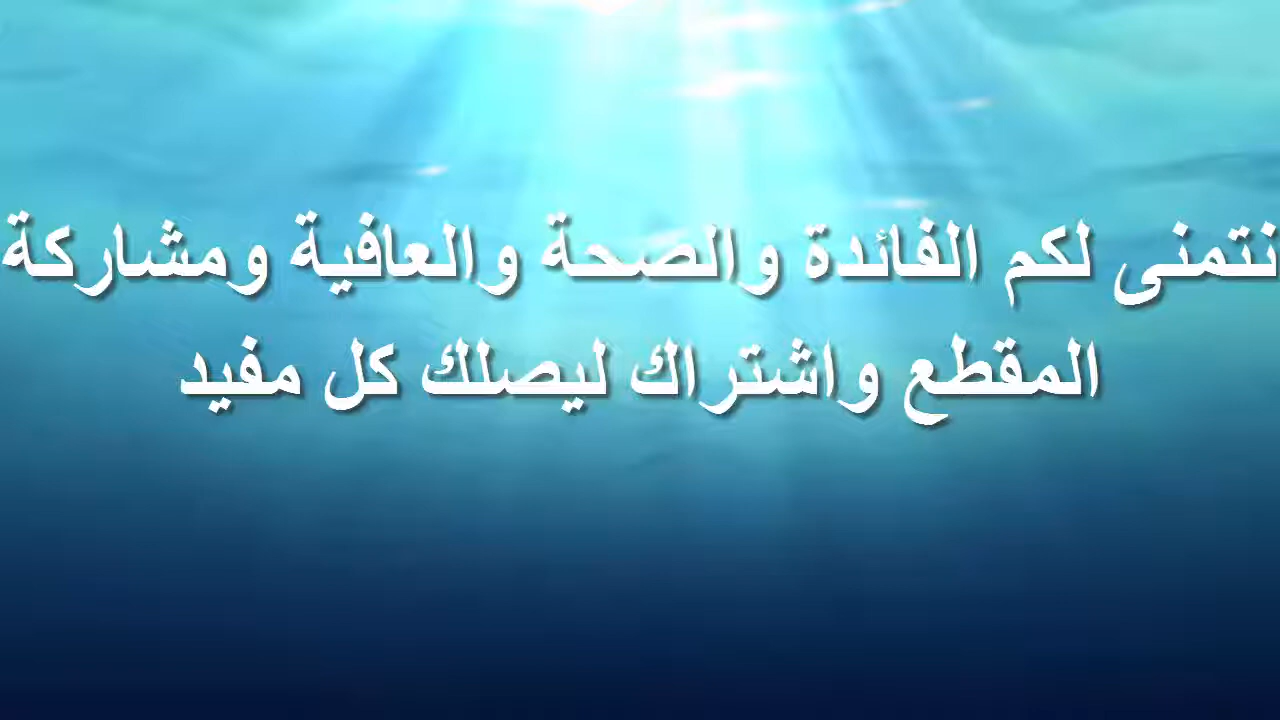 نتمنى لكم الفائدة والصحة والعافية ومشاركة
المقطع واشتراك ليصلك كل مفيد